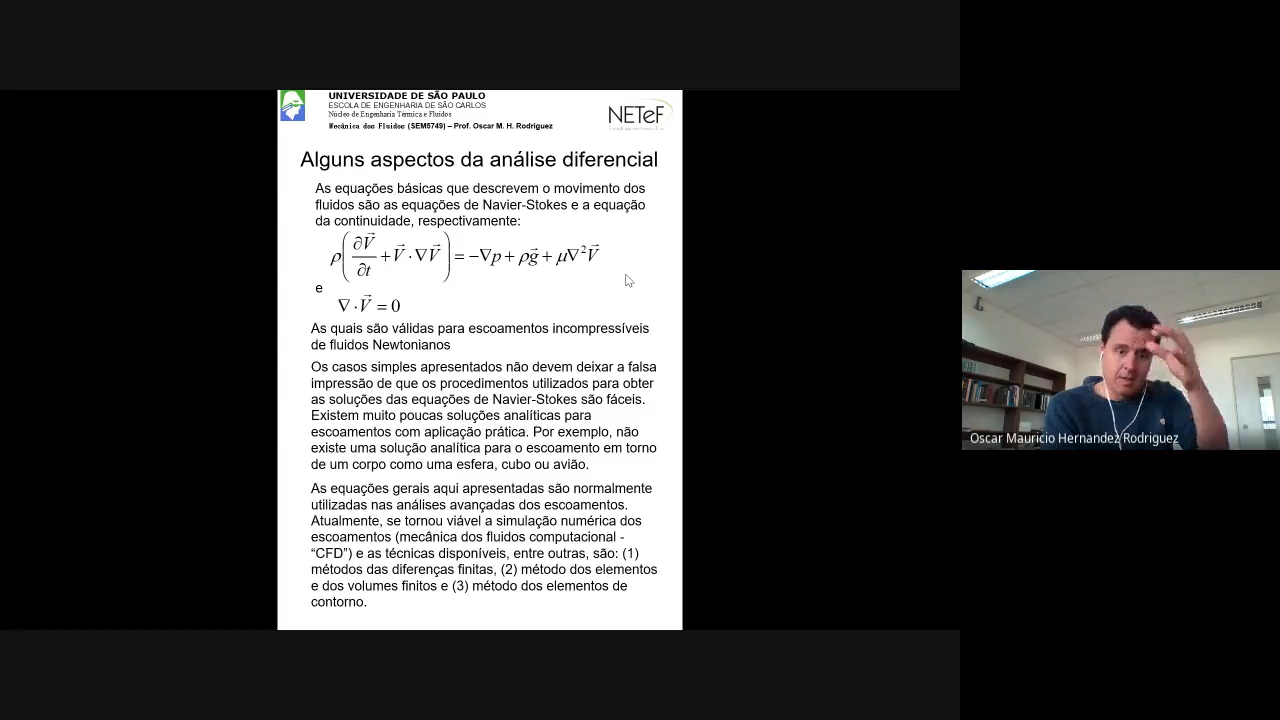 UNIVERSIDADE DE SÃO PAULO
ESCOLA DE ENGENHARIA DE SÃO CARLOS
Núcleo de Engenharia Térmica e Fluidos
Mecânica dos Fluidos (SEM5749) – Prof. Oscar M. H. Rodriguez
NETeF
Alguns aspectos da análise diferencial
As equações básicas que descrevem o movimento dos
fluidos são as equações de Navier-Stokes e a equação
da continuidade, respectivamente:
ρ(∂V⃗/∂t + V⃗·∇V⃗) = −∇p + ρg⃗ + μ∇²V⃗
e
∇·V⃗ = 0
As quais são válidas para escoamentos incompressíveis
de fluidos Newtonianos
Os casos simples apresentados não devem deixar a falsa
impressão de que os procedimentos utilizados para obter
as soluções das equações de Navier-Stokes são fáceis.
Existem muito poucas soluções analíticas para
escoamentos com aplicação prática. Por exemplo, não
existe uma solução analítica para o escoamento em torno
de um corpo como uma esfera, cubo ou avião.
As equações gerais aqui apresentadas são normalmente
utilizadas nas análises avançadas dos escoamentos.
Atualmente, se tornou viável a simulação numérica dos
escoamentos (mecânica dos fluidos computacional -
“CFD”) e as técnicas disponíveis, entre outras, são: (1)
métodos das diferenças finitas, (2) método dos elementos
e dos volumes finitos e (3) método dos elementos de
contorno.
Oscar Mauricio Hernandez Rodriguez